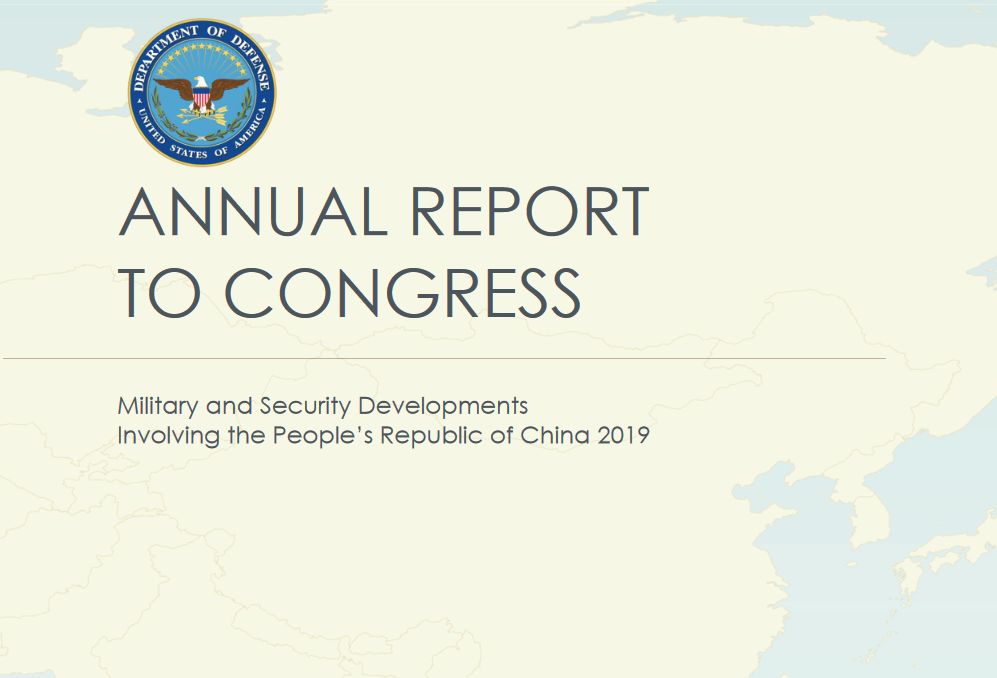 DEPARTMENT OF DEFENSE
UNITED STATES OF AMERICA
ANNUAL REPORT
TO CONGRESS
Military and Security Developments
Involving the People’s Republic of China 2019